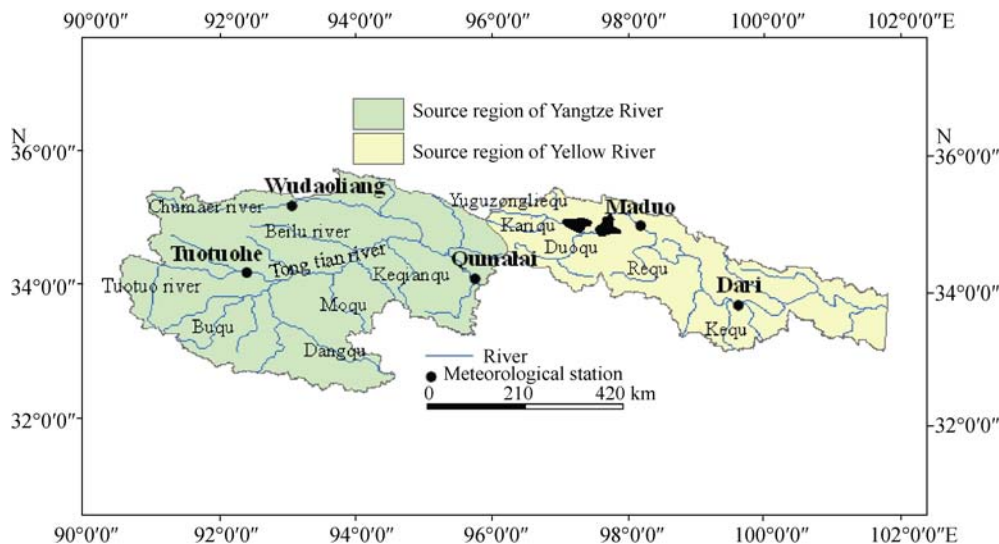 90°0'0" 92°0'0" 94°0'0" 96°0'0" 98°0'0" 100°0'0" 102°0'0"E
Source region of Yangtze River
Source region of Yellow River
N
36°0'0"
N
36°0'0"
Wudaoliang
Yuguzongliequ
Chumaer river
Maduo
Kariqu
Beilu river
Duoqu
Tuotuohe
Tong tian river
Qumalai
Requ
Keqianqu
Tuotuo river
Dari
34°0'0"
34°0'0"
Moqu
Buqu
Kequ
Dangqu
River
Meteorological station
0 210 420 km
32°0'0"
32°0'0"
90°0'0" 92°0'0" 94°0'0" 96°0'0" 98°0'0" 100°0'0" 102°0'0"E